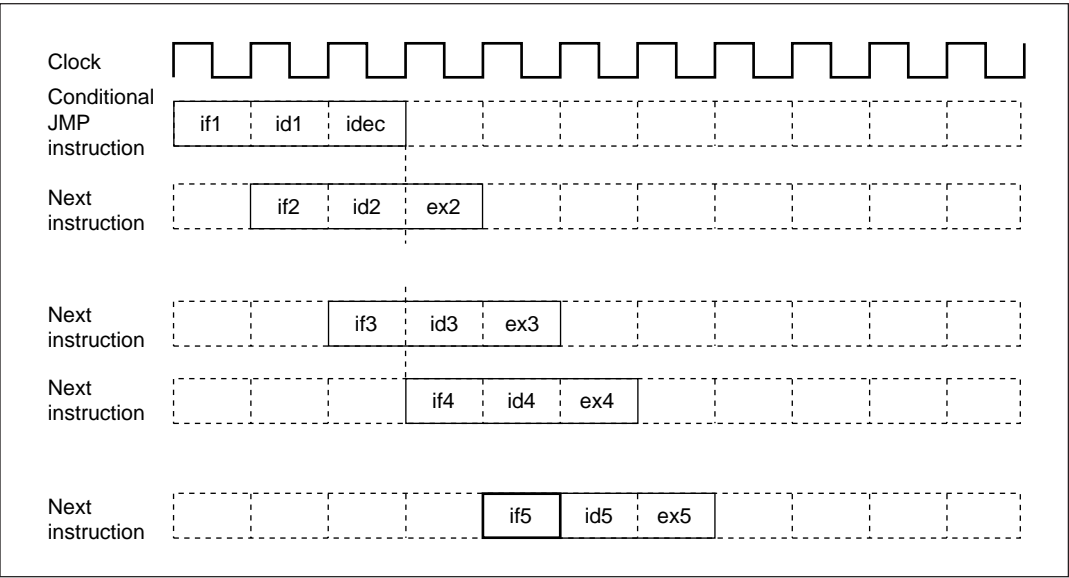 Clock
Conditional
JMP
instruction
if1 id1 idec
Next
instruction
if2 id2 ex2
Next
instruction
if3 id3 ex3
Next
instruction
if4 id4 ex4
Next
instruction
if5 id5 ex5